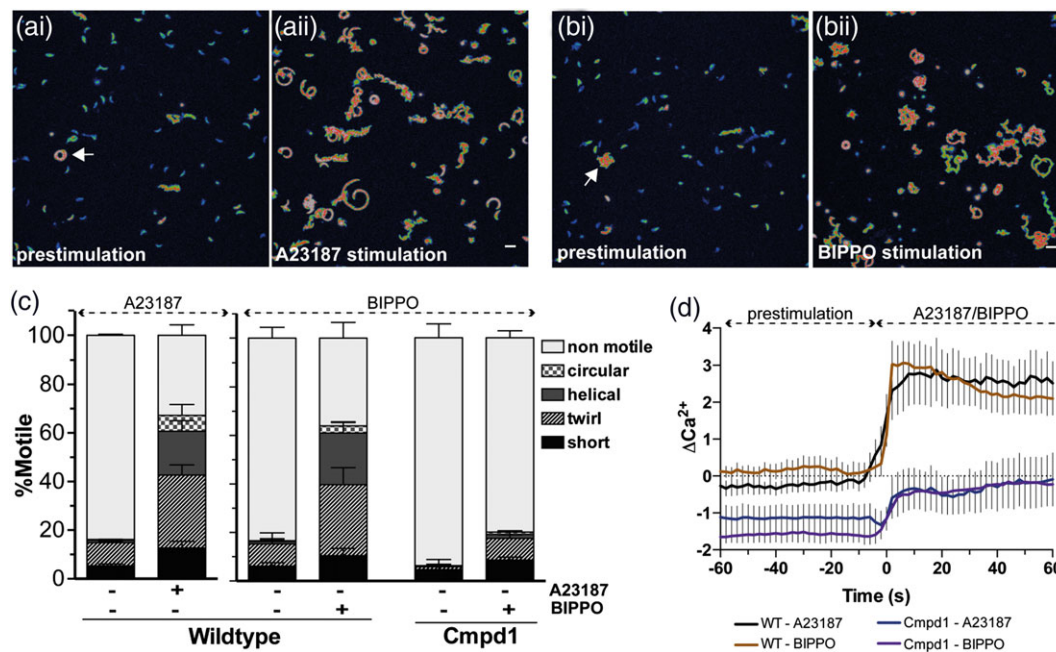 (ai)
(aii)
(bi)
(bii)
prestimulation
A23187 stimulation
prestimulation
BIPPO stimulation
(c)
A23187
BIPPO
%Motile
100
80
60
40
20
0
non motile
circular
helical
twirl
short
- + - + - + A23187
- - - + - + BIPPO
Wildtype
Cmpd1
(d)
prestimulation
A23187/BIPPO
ΔCa2+
4
3
2
1
0
-1
-2
-60 -40 -20 0 20 40 60
Time (s)
WT - A23187
Cmpd1 - A23187
WT - BIPPO
Cmpd1 - BIPPO